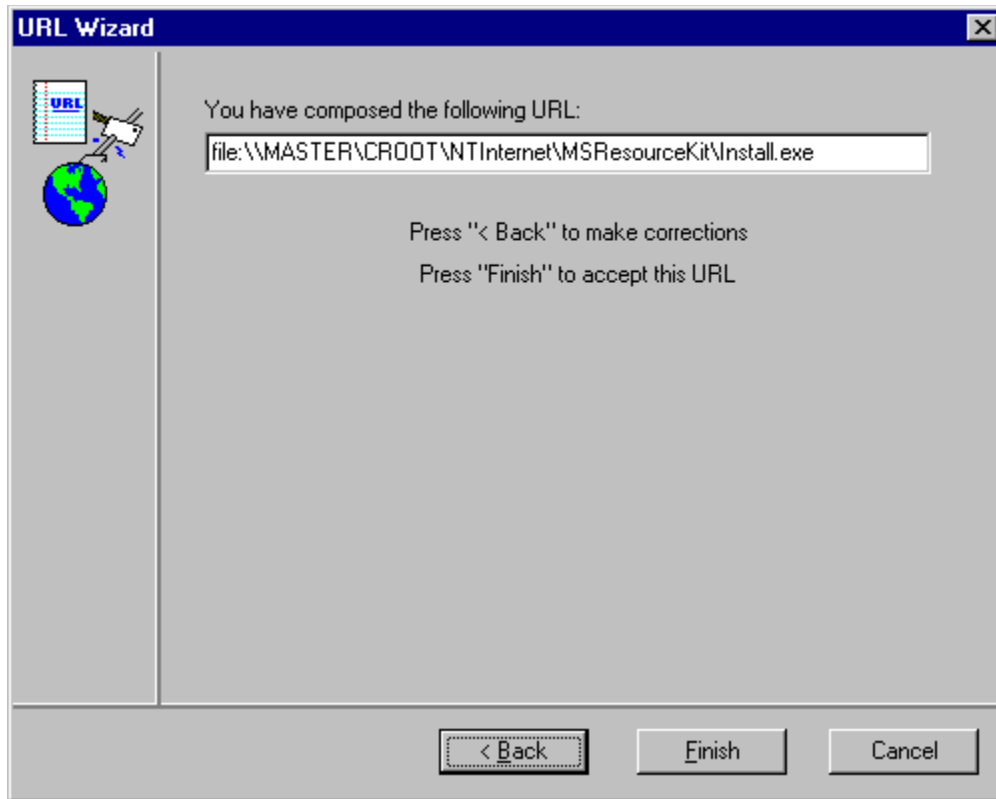 URL Wizard
URL
You have composed the following URL:
file:\\MASTER\CROOT\NTInternet\MSResourceKit\Install.exe
Press "< Back" to make corrections
Press "Finish" to accept this URL
< Back Finish Cancel